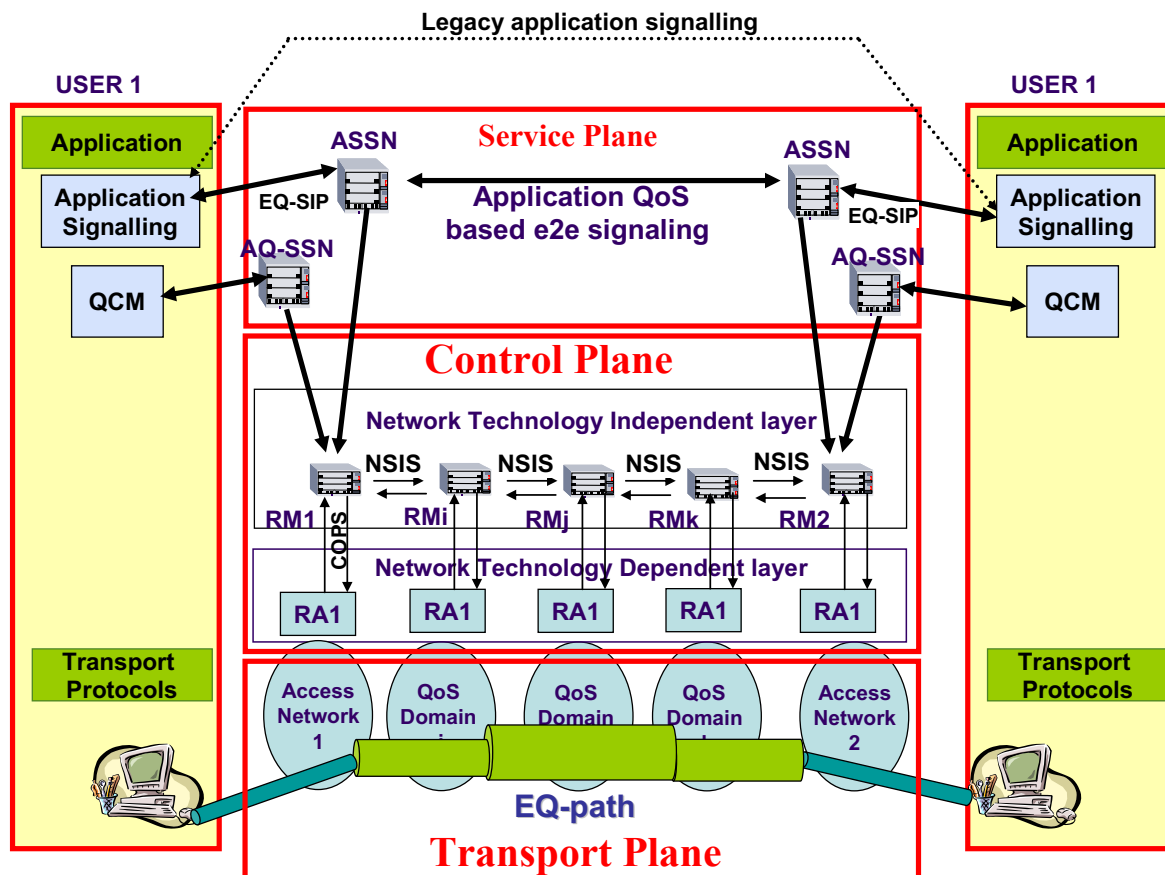 Legacy application signalling
USER 1
USER 1
Application
Application
Service Plane
ASSN
ASSN
Application
Signalling
EQ-SIP
Application QoS
based e2e signaling
EQ-SIP
Application
Signalling
AQ-SSN
AQ-SSN
QCM
QCM
Control Plane
Network Technology Independent layer
NSIS
NSIS
NSIS
NSIS
RM1
RMi
RMj
RMk
RM2
COPS
Network Technology Dependent layer
RA1
RA1
RA1
RA1
RA1
Transport
Protocols
Transport
Protocols
Access
Network
1
QoS
Domain
QoS
Domain
QoS
Domain
Access
Network
2
EQ-path
Transport Plane